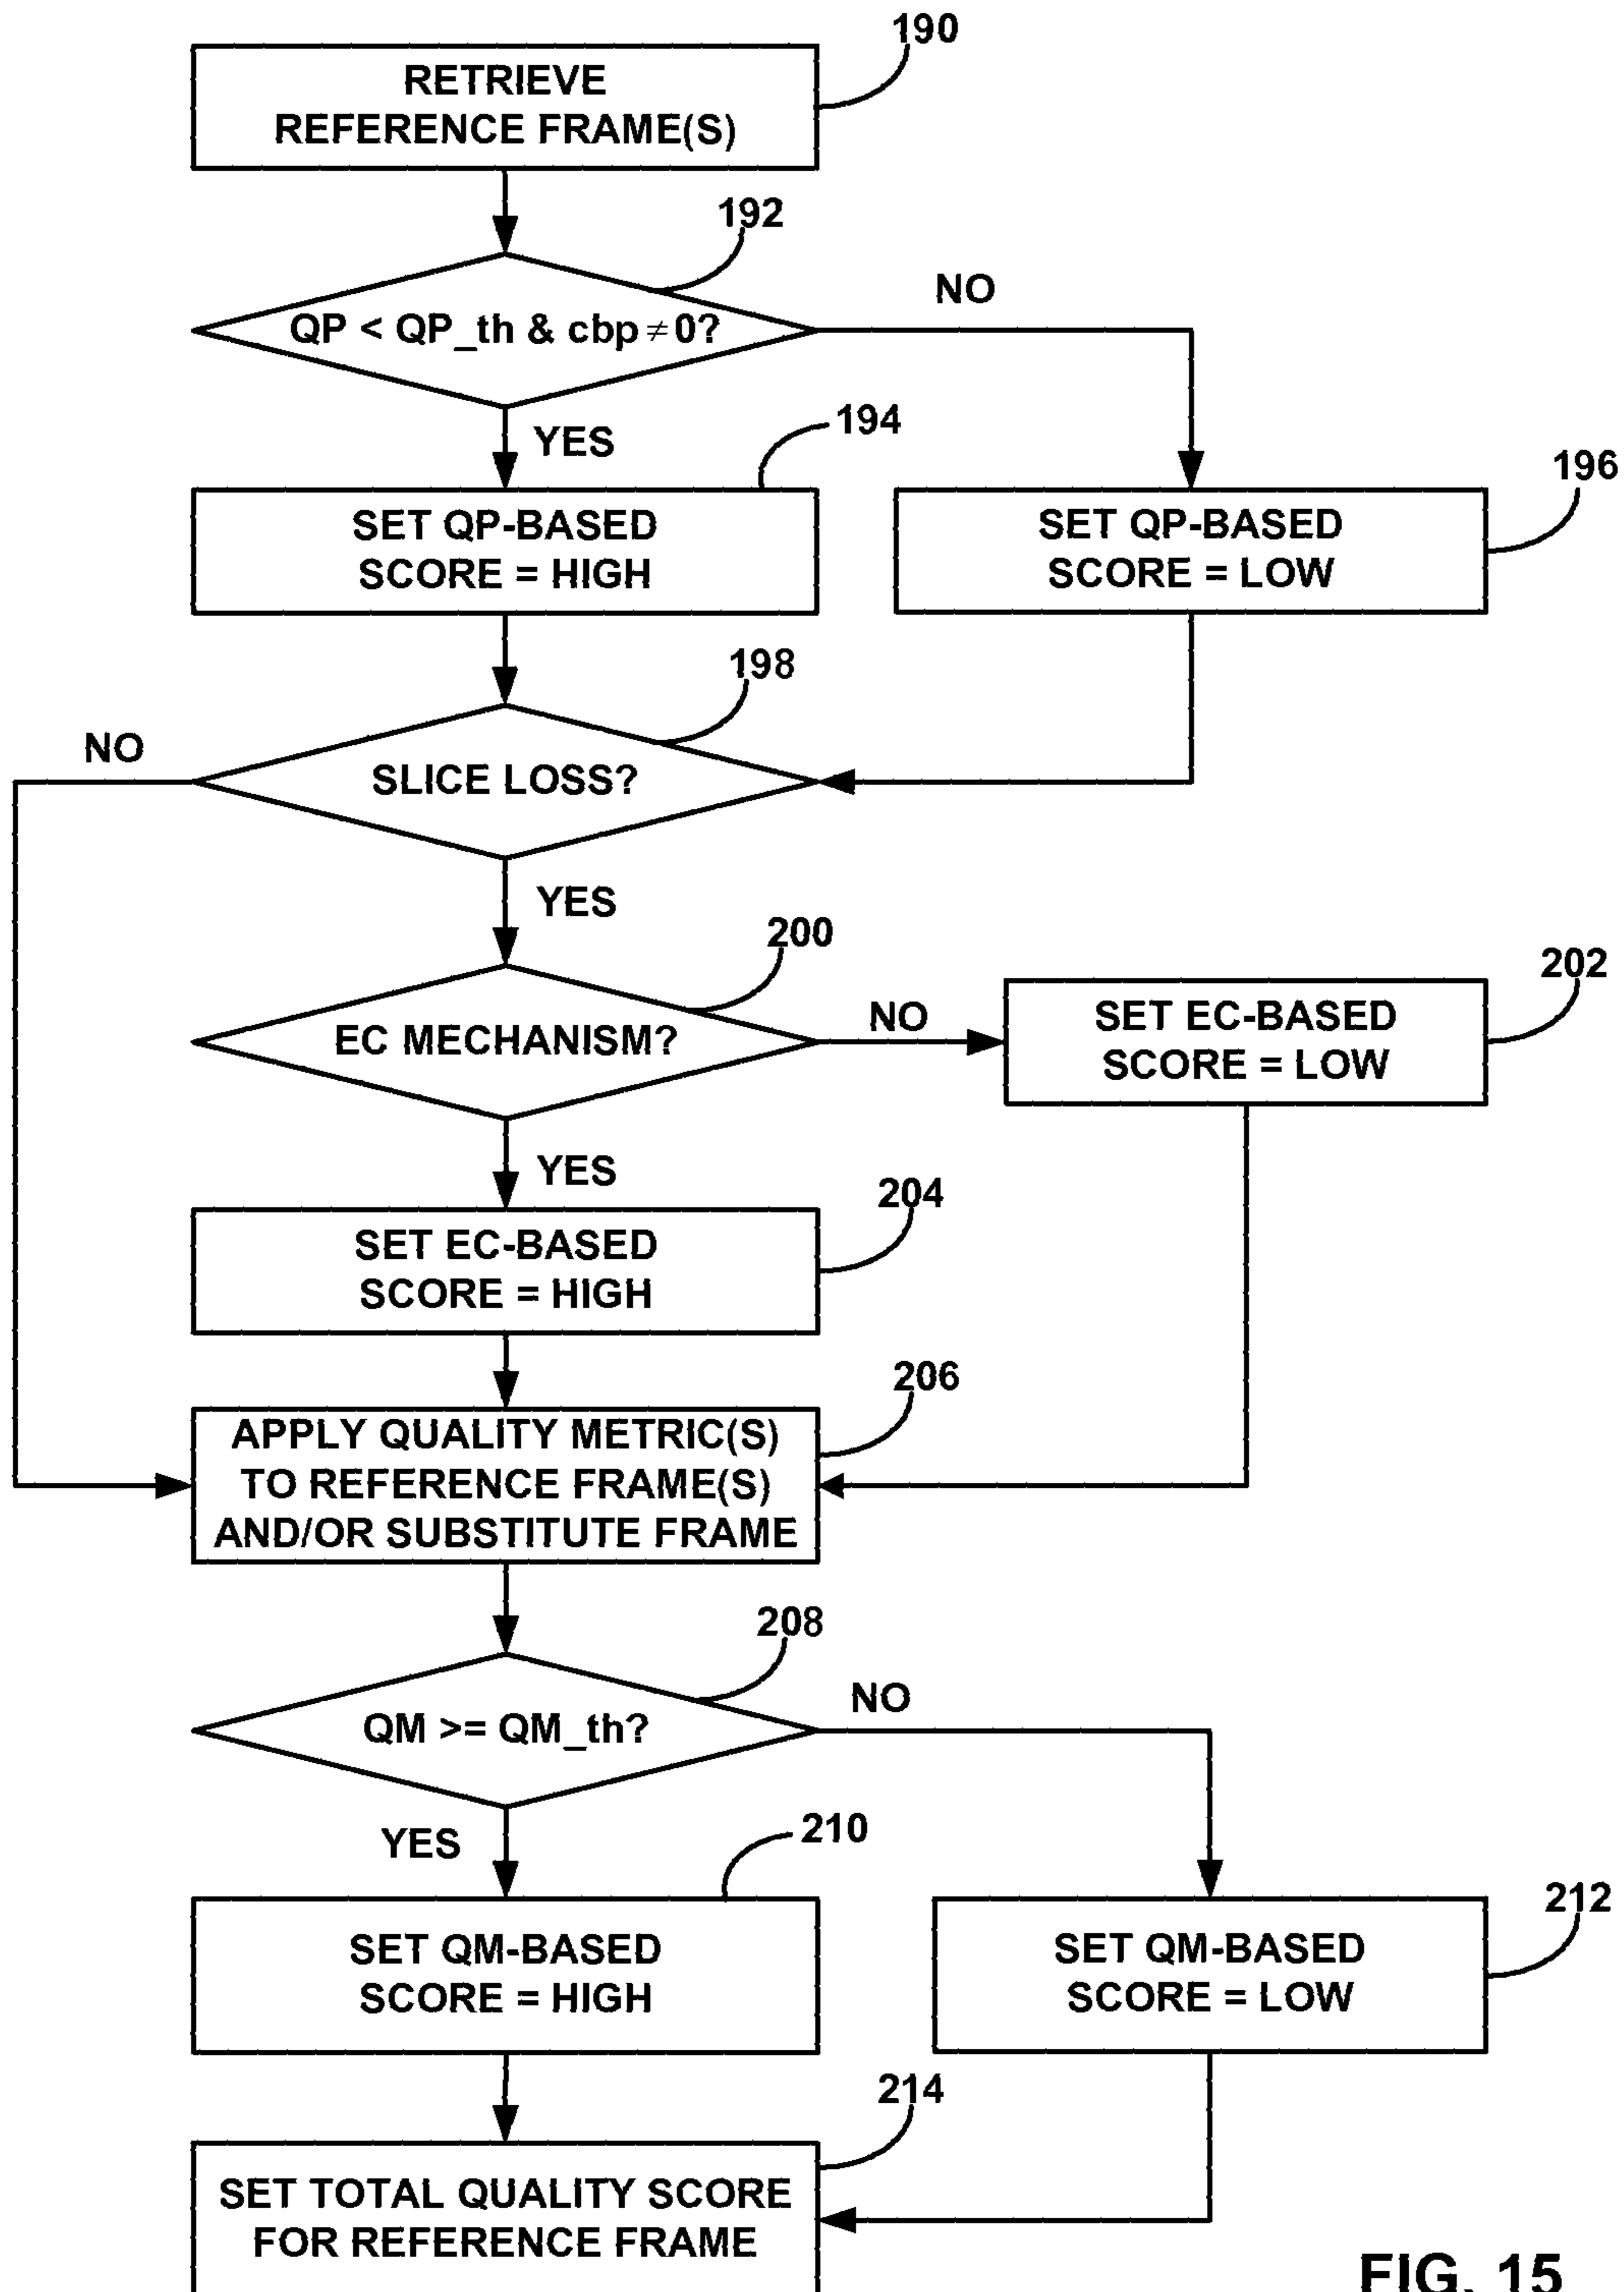 190
RETRIEVE
REFERENCE FRAME(S)
192
QP < QP_th & cbp ≠ 0?
NO
YES
194
196
SET QP-BASED
SCORE = HIGH
SET QP-BASED
SCORE = LOW
198
NO
SLICE LOSS?
YES
200
202
EC MECHANISM?
NO
SET EC-BASED
SCORE = LOW
YES
204
SET EC-BASED
SCORE = HIGH
206
APPLY QUALITY METRIC(S)
TO REFERENCE FRAME(S)
AND/OR SUBSTITUTE FRAME
208
NO
QM >= QM_th?
YES
210
212
SET QM-BASED
SCORE = HIGH
SET QM-BASED
SCORE = LOW
214
SET TOTAL QUALITY SCORE
FOR REFERENCE FRAME
FIG. 15